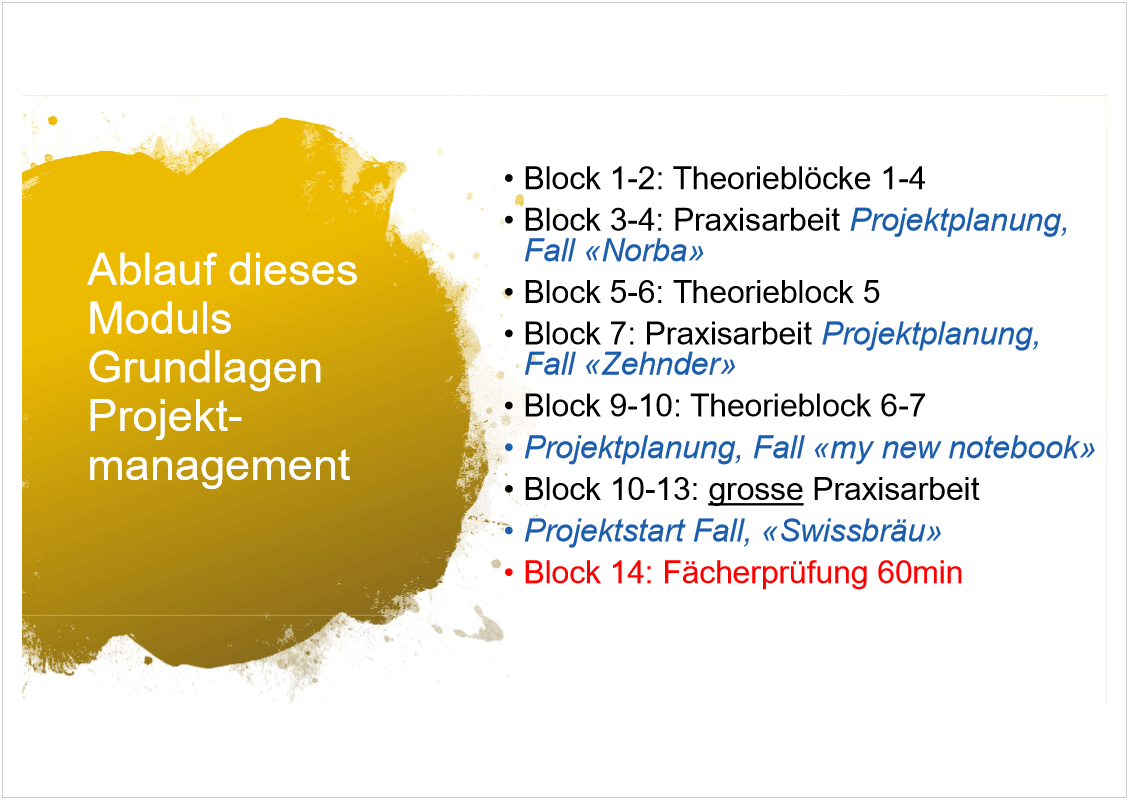 Ablauf dieses
Moduls
Grundlagen
Projekt-
management
• Block 1-2: Theorieblöcke 1-4
• Block 3-4: Praxisarbeit Projektplanung,
Fall «Norba»
• Block 5-6: Theorieblock 5
• Block 7: Praxisarbeit Projektplanung,
Fall «Zehnder»
• Block 9-10: Theorieblock 6-7
• Projektplanung, Fall «my new notebook»
• Block 10-13: grosse Praxisarbeit
• Projektstart Fall, «Swissbräu»
• Block 14: Fächerprüfung 60min